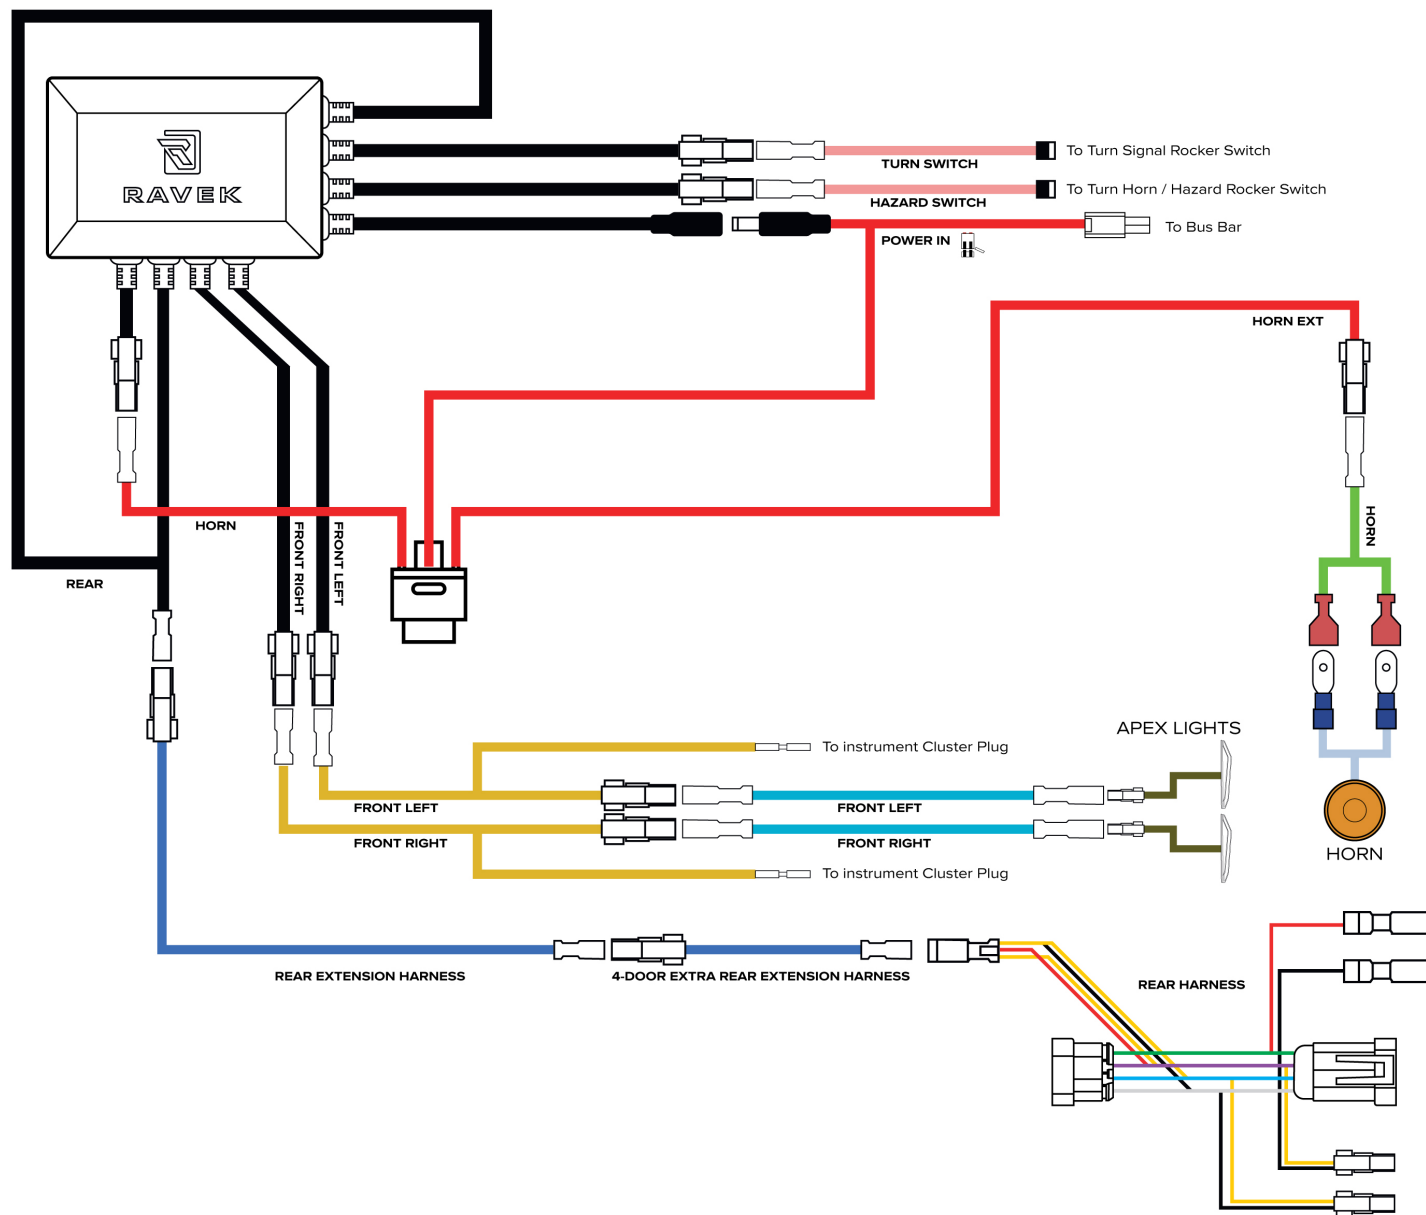 RAVEK
TURN SWITCH
To Turn Signal Rocker Switch
HAZARD SWITCH
To Turn Horn / Hazard Rocker Switch
POWER IN
To Bus Bar
HORN EXT
HORN
HORN
FRONT RIGHT
FRONT LEFT
REAR
APEX LIGHTS
To instrument Cluster Plug
FRONT LEFT
FRONT LEFT
FRONT RIGHT
FRONT RIGHT
HORN
To instrument Cluster Plug
REAR EXTENSION HARNESS
4-DOOR EXTRA REAR EXTENSION HARNESS
REAR HARNESS